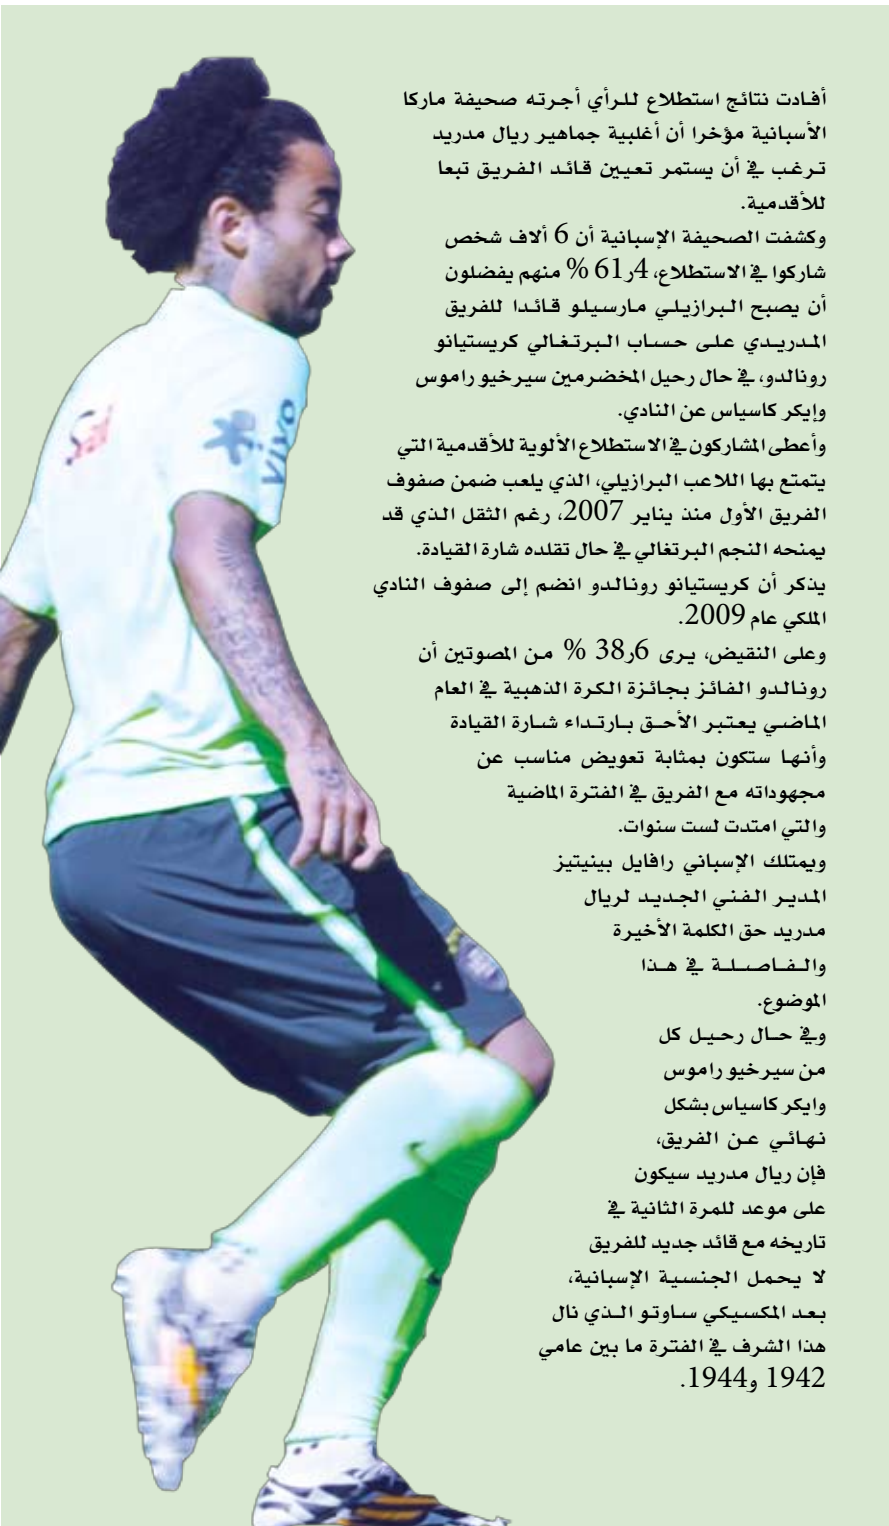 أفادت نتائج استطلاع للرأي أجرته صحيفة ماركا
الأسبانية مؤخرا أن أغلبية جماهير ريال مدريد
ترغب في أن يستمر تعيين قائد الفريق تبعا
للأقدمية.
وكشفت الصحيفة الإسبانية أن 6 ألاف شخص
شاركوا في الاستطلاع، 4ر61 % منهم يفضلون
أن يصبح البرازيلي مارسيلو قائدا للفريق
المدريدي على حساب البرتغالي كريستيانو
رونالدو، في حال رحيل المخضرمين سيرخيو راموس
وإيكر كاسياس عن النادي.
وأعطى المشاركون في الاستطلاع الألوية للأقدمية التي
يتمتع بها اللاعب البرازيلي، الذي يلعب ضمن صفوف
الفريق الأول منذ يناير 2007، رغم الثقل الذي قد
يمنحه النجم البرتغالي في حال تقلده شارة القيادة.
يذكر أن كريستيانو رونالدو انضم إلى صفوف النادي
الملكي عام 2009.
وعلى النقيض، يرى 6ر38 % من المصوتين أن
رونالدو الفائز بجائزة الكرة الذهبية في العام
الماضي يعتبر الأحق بارتداء شارة القيادة
وأنها ستكون بمثابة تعويض مناسب عن
مجهوداته مع الفريق في الفترة الماضية
والتي امتدت لست سنوات.
ويمتلك الإسباني رافايل بينيتيز
المدير الفني الجديد لريال
مدريد حق الكلمة الأخيرة
والفاصلة في هذا
الموضوع.
وفي حال رحيل كل
من سيرخيو راموس
وايكر كاسياس بشكل
نهائي عن الفريق،
فإن ريال مدريد سيكون
على موعد للمرة الثانية في
تاريخه مع قائد جديد للفريق
لا يحمل الجنسية الإسبانية،
بعد المكسيكي ساوتو الذي نال
هذا الشرف في الفترة ما بين عامي
1942 و1944.
vivo